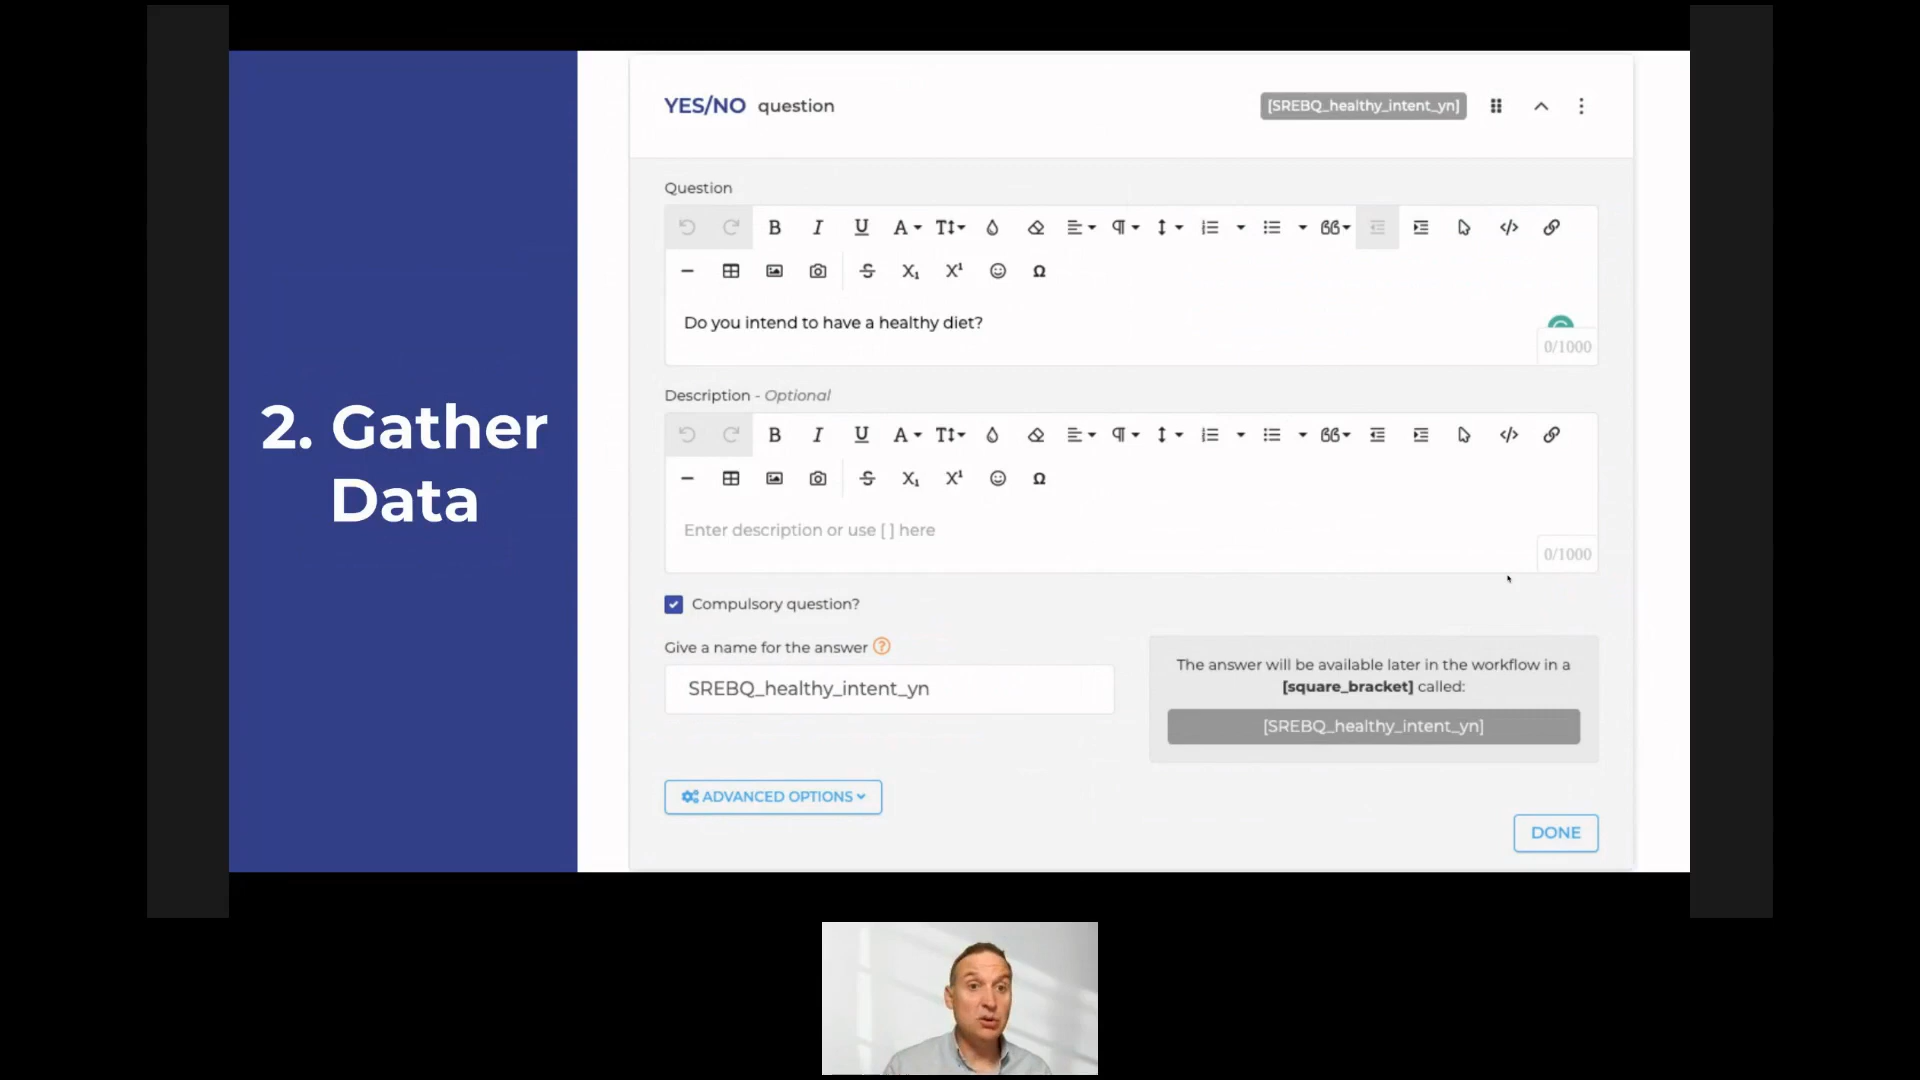 2. Gather
Data
YES/NO question
[SREBQ_healthy_intent_yn]
Question
Do you intend to have a healthy diet?
0/1000
Description - Optional
Enter description or use [ ] here
0/1000
Compulsory question?
Give a name for the answer
SREBQ_healthy_intent_yn
The answer will be available later in the workflow in a
[square_bracket] called:
[SREBQ_healthy_intent_yn]
ADVANCED OPTIONS
DONE